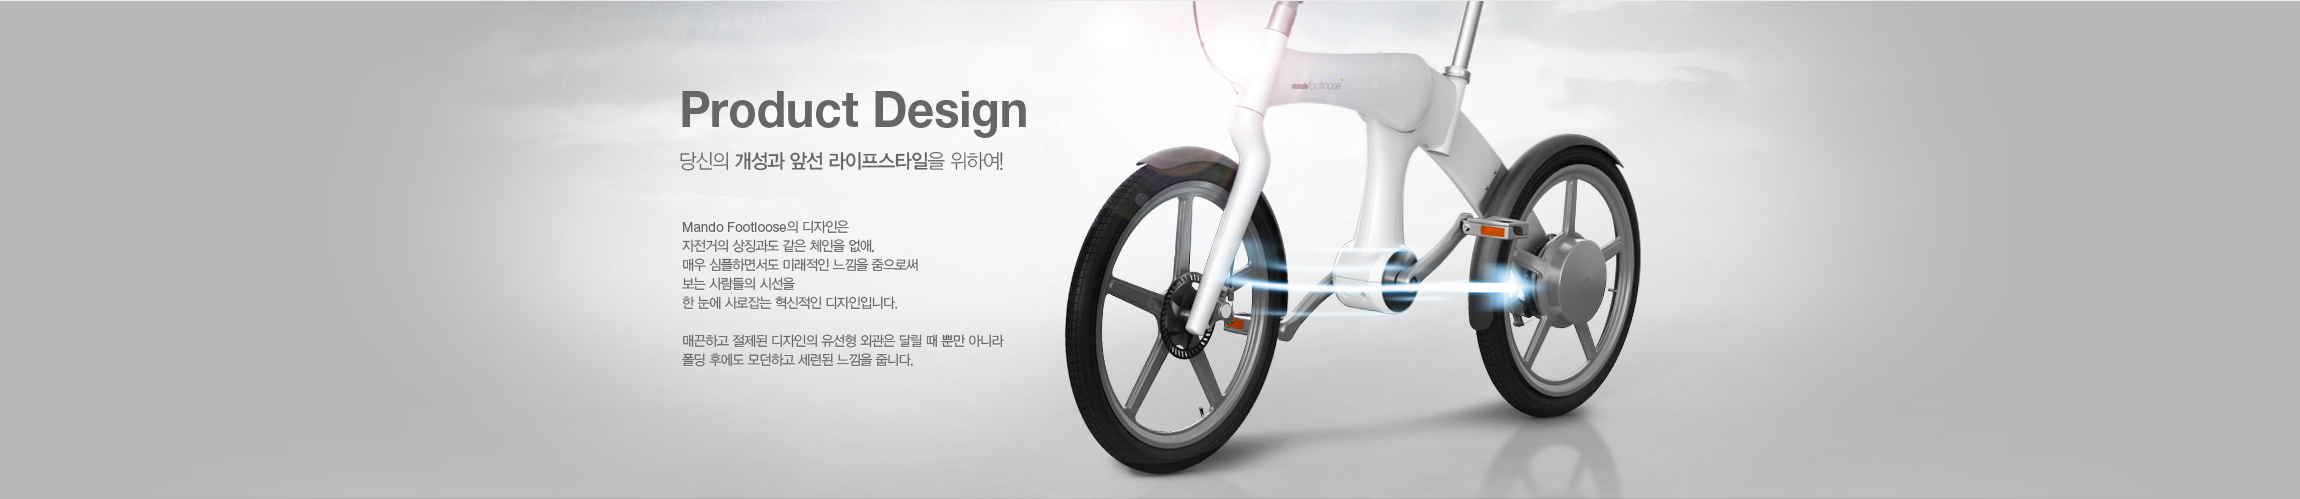 Product Design
당신의 개성과 앞선 라이프스타일을 위하여!
Mando Footloose의 디자인은
자전거의 상징과도 같은 체인을 없애,
매우 심플하면서도 미래적인 느낌을 줌으로써
보는 사람들의 시선을
한 눈에 사로잡는 혁신적인 디자인입니다.
매끈하고 절제된 디자인의 유선형 외관은 달릴 때 뿐만 아니라
폴딩 후에도 모던하고 세련된 느낌을 줍니다.
mando footloose